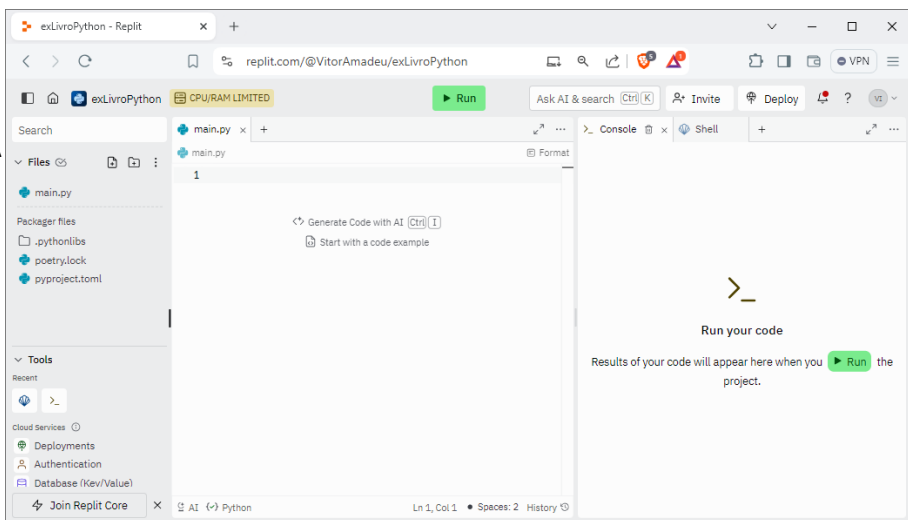 exLivroPython - Replit
replit.com/@VitorAmadeu/exLivroPython
VPN
exLivroPython
CPU/RAM LIMITED
Run
Ask AI & search Ctrl K
Invite
Deploy
?
VI
Search
Files
main.py
Packager files
.pythonlibs
poetry.lock
pyproject.toml
Tools
Recent
Cloud Services
Deployments
Authentication
Database (Key/Value)
Join Replit Core
main.py
main.py
Format
1
Generate Code with AI Ctrl I
Start with a code example
AI
Python
Ln 1, Col 1
Spaces: 2
History
Console
Shell
Run your code
Results of your code will appear here when you Run the
project.